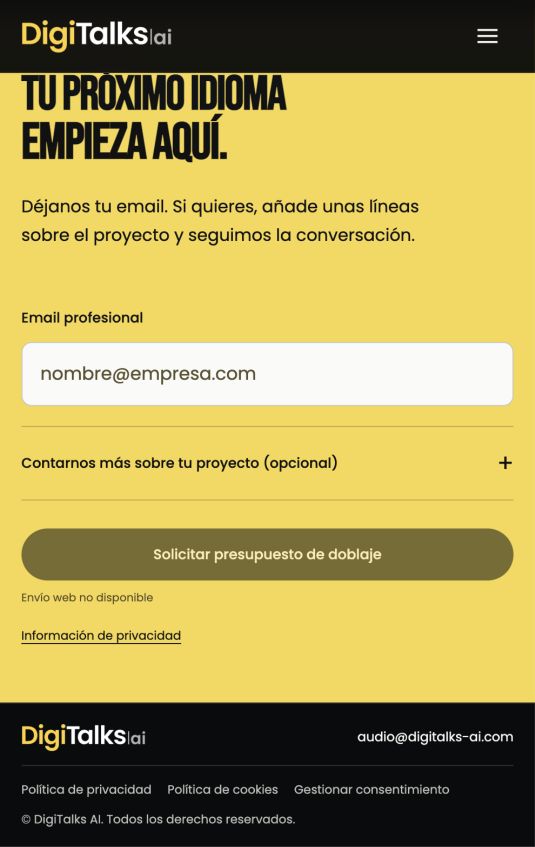 DigiTalks|ai
TU PRÓXIMO IDIOMA
EMPIEZA AQUÍ.
Déjanos tu email. Si quieres, añade unas líneas
sobre el proyecto y seguimos la conversación.
Email profesional
nombre@empresa.com
Contarnos más sobre tu proyecto (opcional) +
Solicitar presupuesto de doblaje
Envío web no disponible
Información de privacidad
DigiTalks|ai audio@digitalks-ai.com
Política de privacidad Política de cookies Gestionar consentimiento
© DigiTalks AI. Todos los derechos reservados.